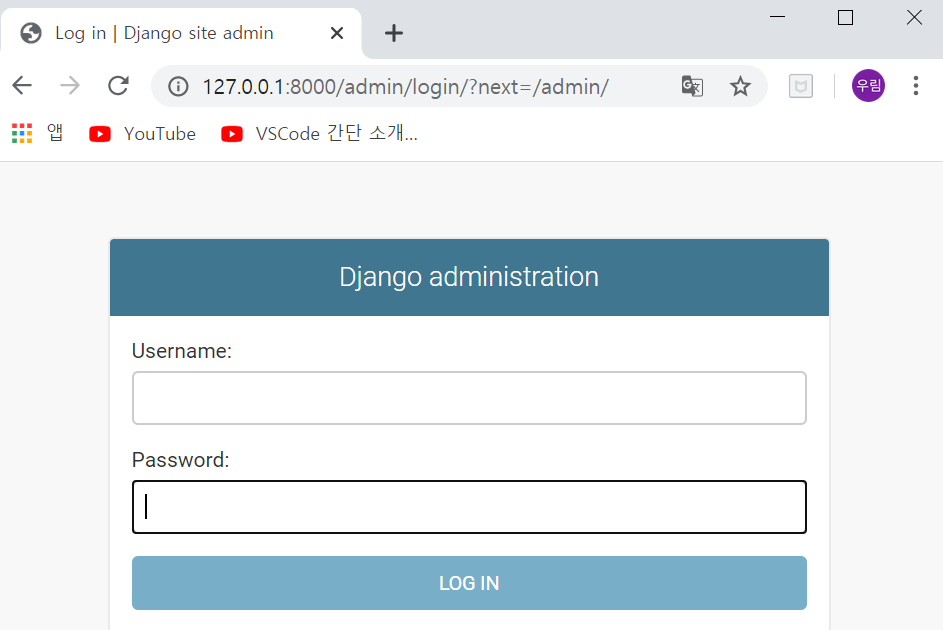 Log in | Django site admin
127.0.0.1:8000/admin/login/?next=/admin/
우림
앱 YouTube VSCode 간단 소개...
Django administration
Username:
Password:
LOG IN